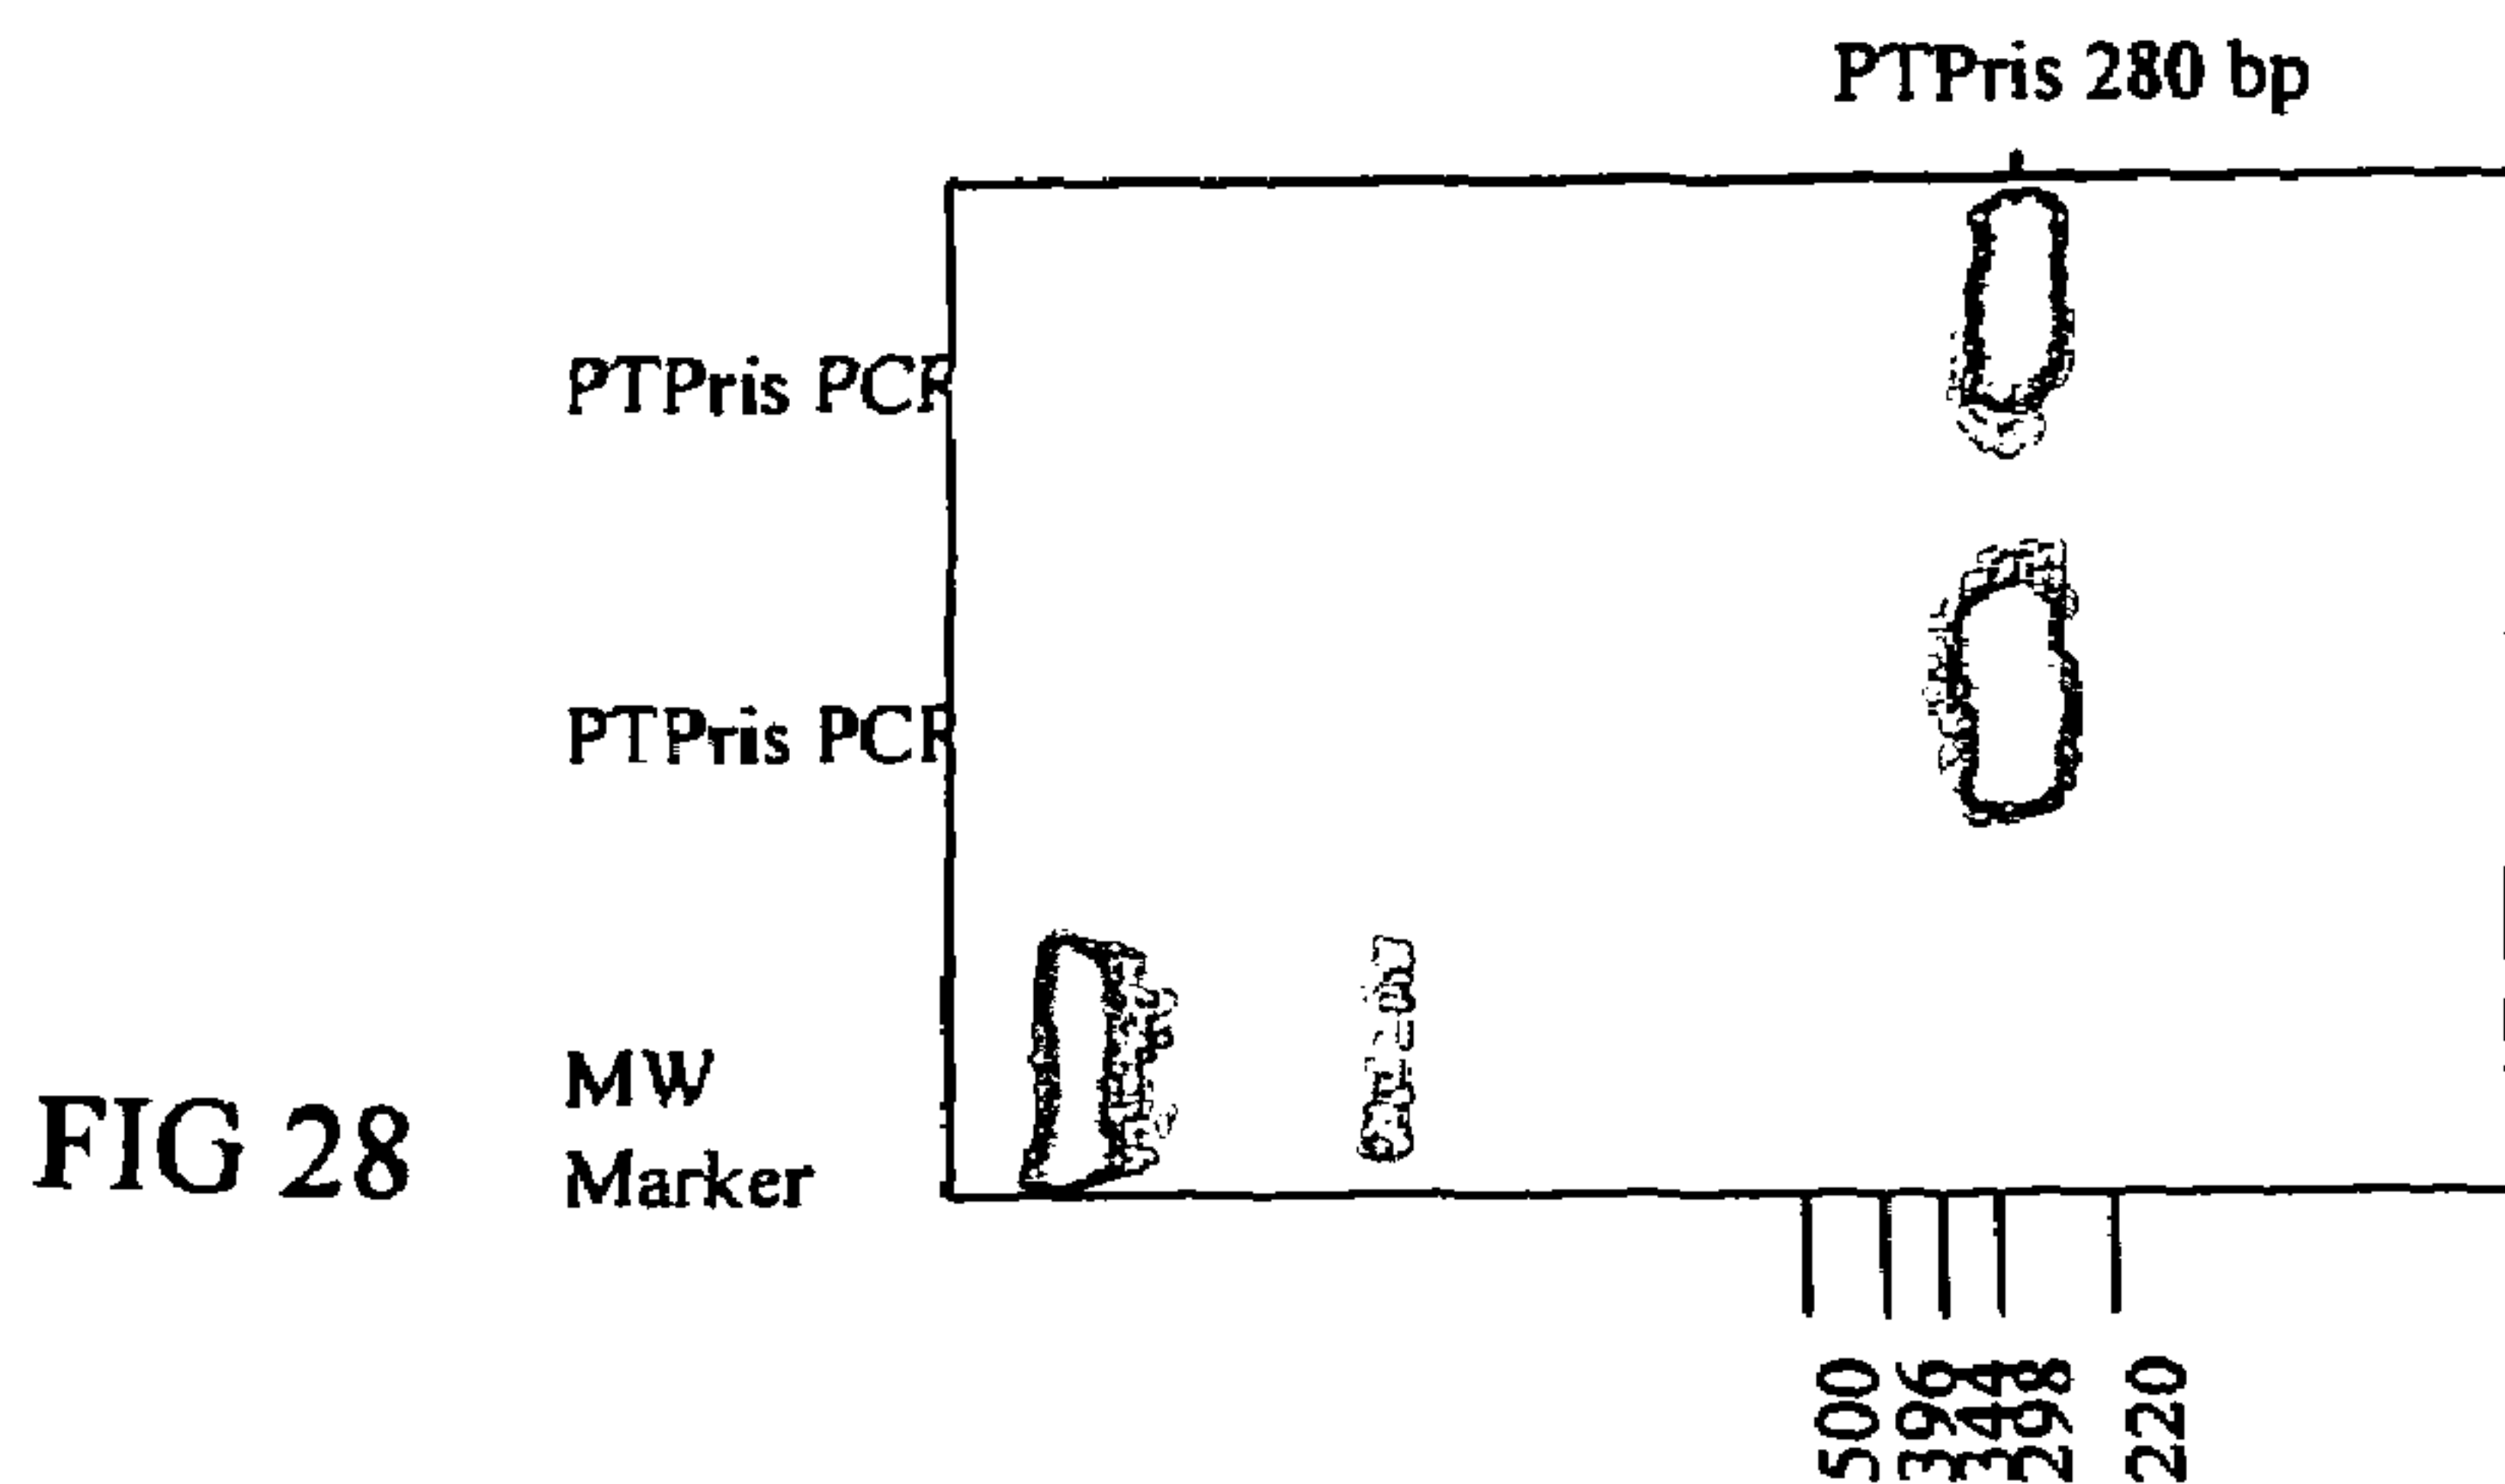 PTPris 280 bp
PTPris PCR
PTPris PCR
MW
Marker
FIG 28
500
396
344
298
220